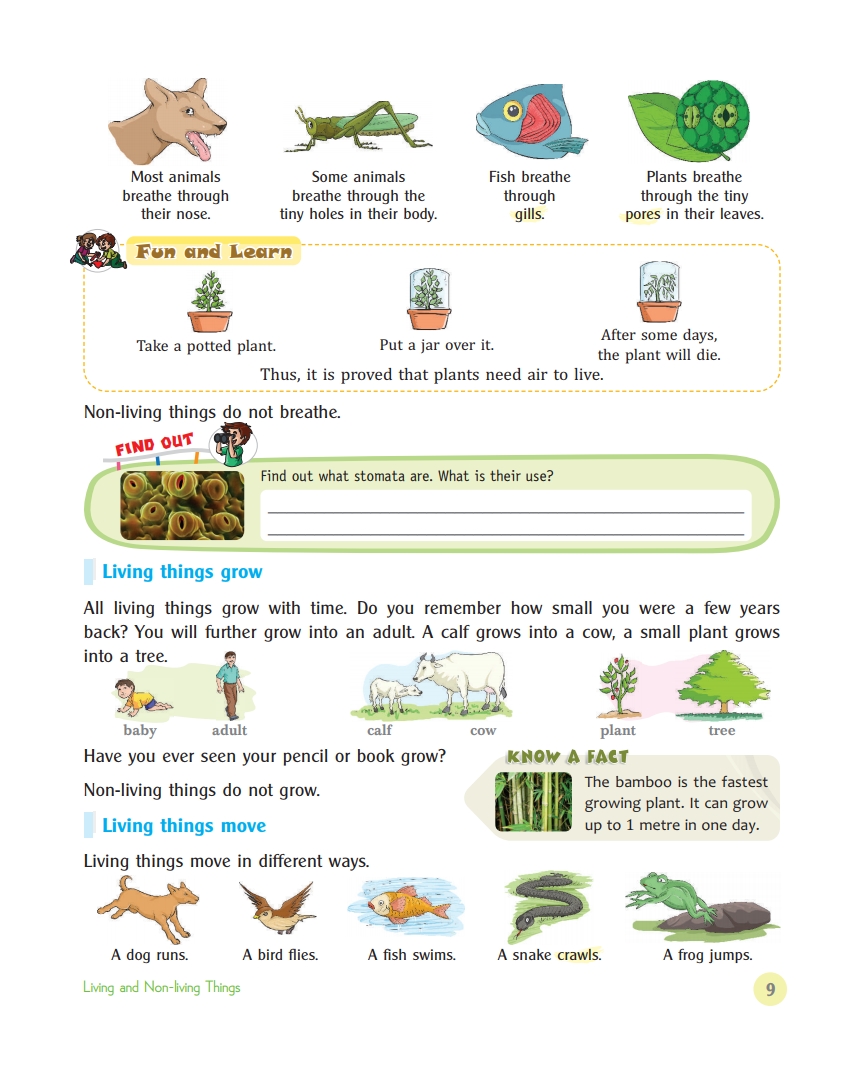 Most animals
breathe through
their nose.
Some animals
breathe through the
tiny holes in their body.
Fish breathe
through
gills.
Plants breathe
through the tiny
pores in their leaves.
Fun and Learn
Take a potted plant.
Put a jar over it.
After some days,
the plant will die.
Thus, it is proved that plants need air to live.
Non-living things do not breathe.
FIND OUT
Find out what stomata are. What is their use?
Living things grow
All living things grow with time. Do you remember how small you were a few years
back? You will further grow into an adult. A calf grows into a cow, a small plant grows
into a tree.
baby
adult
calf
cow
plant
tree
Have you ever seen your pencil or book grow?
Non-living things do not grow.
KNOW A FACT
The bamboo is the fastest
growing plant. It can grow
up to 1 metre in one day.
Living things move
Living things move in different ways.
A dog runs.
A bird flies.
A fish swims.
A snake crawls.
A frog jumps.
Living and Non-living Things
9